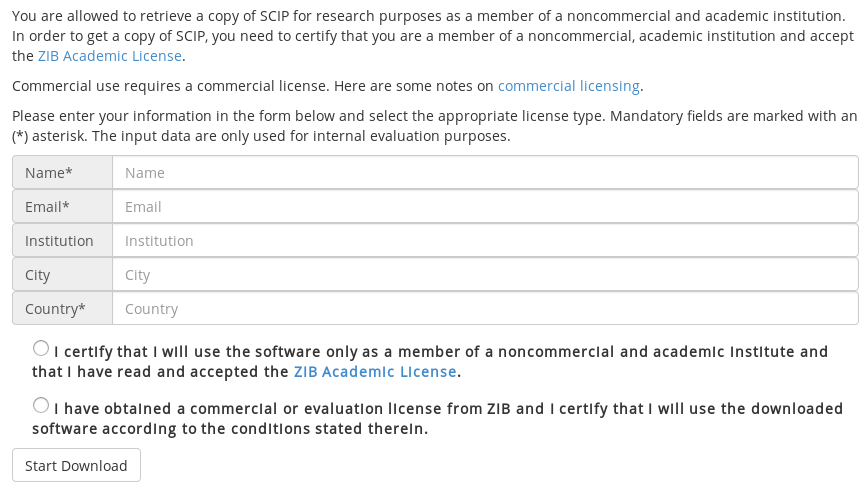 You are allowed to retrieve a copy of SCIP for research purposes as a member of a noncommercial and academic institution.
In order to get a copy of SCIP, you need to certify that you are a member of a noncommercial, academic institution and accept
the ZIB Academic License.
Commercial use requires a commercial license. Here are some notes on commercial licensing.
Please enter your information in the form below and select the appropriate license type. Mandatory fields are marked with an
(*) asterisk. The input data are only used for internal evaluation purposes.
Name* Name
Email* Email
Institution Institution
City City
Country* Country
I certify that I will use the software only as a member of a noncommercial and academic institute and
that I have read and accepted the ZIB Academic License.
I have obtained a commercial or evaluation license from ZIB and I certify that I will use the downloaded
software according to the conditions stated therein.
Start Download